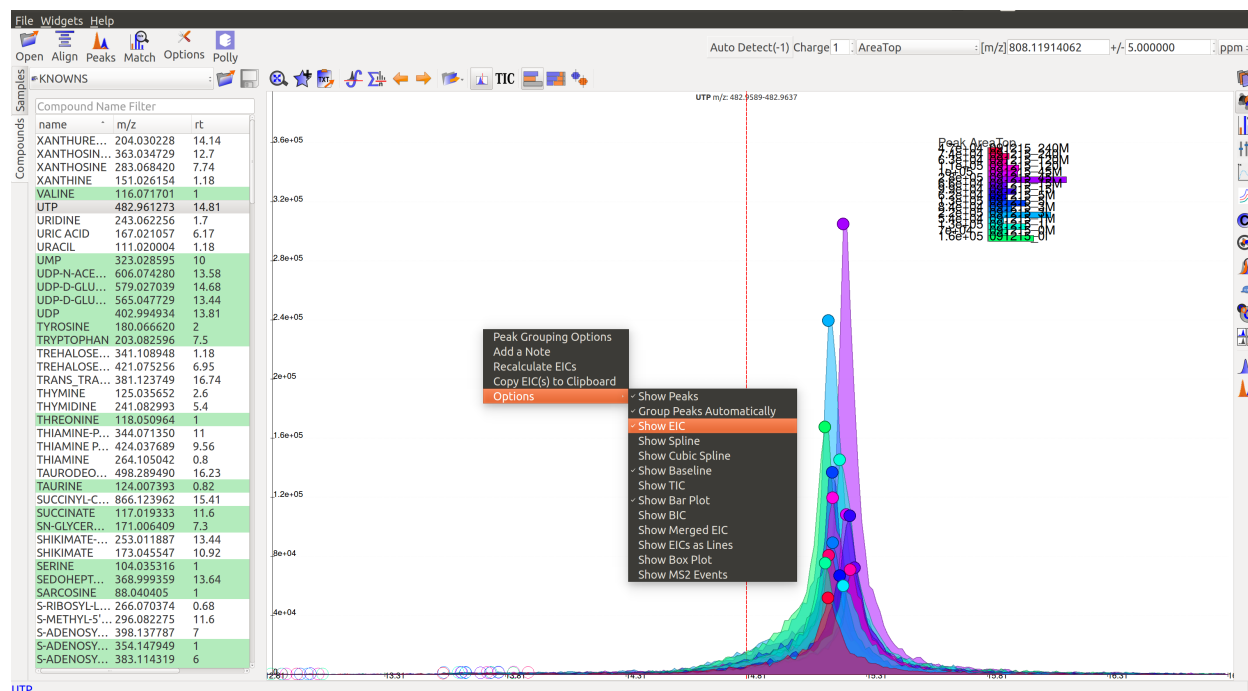 File Widgets Help
Open Align Peaks Match Options Polly
Auto Detect(-1) Charge 1 AreaTop [m/z] 808.11914062 +/- 5.000000 ppm
Samples
Compounds
KNOWNS
TXT
TIC
Compound Name Filter
name m/z rt
XANTHURE... 204.030228 14.14
XANTHOSIN... 363.034729 12.7
XANTHOSINE 283.068420 7.74
XANTHINE 151.026154 1.18
VALINE 116.071701 1
UTP 482.961273 14.81
URIDINE 243.062256 1.7
URIC ACID 167.021057 6.17
URACIL 111.020004 1.18
UMP 323.028595 10
UDP-N-ACE... 606.074280 13.58
UDP-D-GLU... 579.027039 14.68
UDP-D-GLU... 565.047729 13.44
UDP 402.994934 13.81
TYROSINE 180.066620 2
TRYPTOPHAN 203.082596 7.5
TREHALOSE... 341.108948 1.18
TREHALOSE... 421.075256 6.95
TRANS_TRA... 381.123749 16.74
THYMINE 125.035652 2.6
THYMIDINE 241.082993 5.4
THREONINE 118.050964 1
THIAMINE-P... 344.071350 11
THIAMINE P... 424.037689 9.56
THIAMINE 264.105042 0.8
TAURODEO... 498.289490 16.23
TAURINE 124.007393 0.82
SUCCINYL-C... 866.123962 15.41
SUCCINATE 117.019333 11.6
SN-GLYCER... 171.006409 7.3
SHIKIMATE-... 253.011887 13.44
SHIKIMATE 173.045547 10.92
SERINE 104.035316 1
SEDOHEPT... 368.999359 13.64
SARCOSINE 88.040405 1
S-RIBOSYL-L... 266.070374 0.68
S-METHYL-5'... 296.082275 11.6
S-ADENOSY... 398.137787 7
S-ADENOSY... 354.147949 1
S-ADENOSY... 383.114319 6
UTP
UTP m/z: 482.9589-482.9637
3.6e+05
3.2e+05
2.8e+05
2.4e+05
2e+05
1.6e+05
1.2e+05
8e+04
4e+04
0
12.81 13.31 13.81 14.31 14.81 15.31 15.81 16.31
Peak AreaTop
1.6e+05 091215_0I
Peak Grouping Options
Add a Note
Recalculate EICs
Copy EIC(s) to Clipboard
Options
Show Peaks
Group Peaks Automatically
Show EIC
Show Spline
Show Cubic Spline
Show Baseline
Show TIC
Show Bar Plot
Show BIC
Show Merged EIC
Show EICs as Lines
Show Box Plot
Show MS2 Events